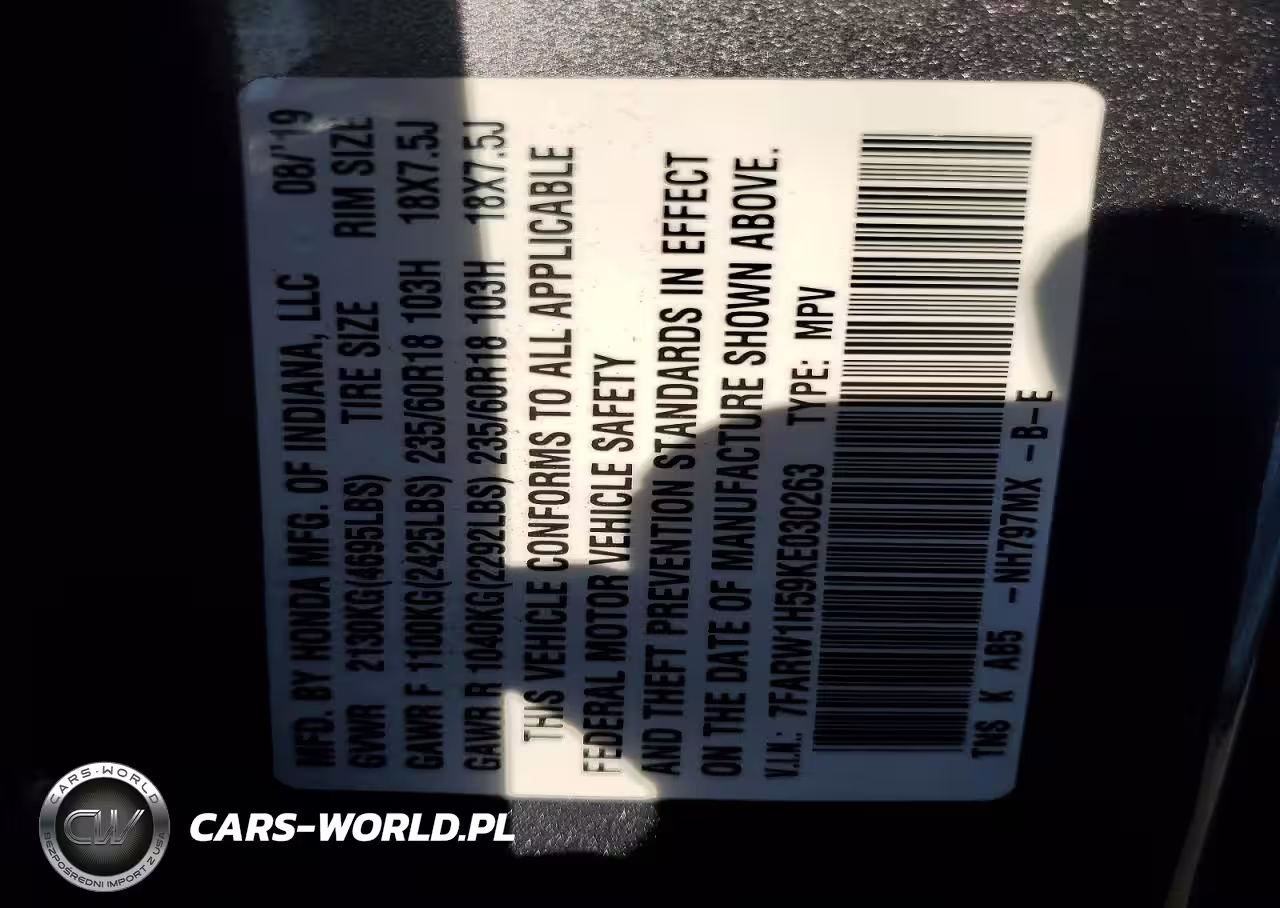 MFD. BY HONDA MFG. OF INDIANA, LLC 08/'19
GVWR 2130KG(4695LBS) TIRE SIZE RIM SIZE
GAWR F 1100KG(2425LBS) 235/60R18 103H 18X7.5J
GAWR R 1040KG(2292LBS) 235/60R18 103H 18X7.5J
THIS VEHICLE CONFORMS TO ALL APPLICABLE
FEDERAL MOTOR VEHICLE SAFETY
AND THEFT PREVENTION STANDARDS IN EFFECT
ON THE DATE OF MANUFACTURE SHOWN ABOVE.
V.I.N.: 7FARW1H59KE030263 TYPE: MPV
TNS K AB5 -NH797MX -B-E
CARS-WORLD
CW
BEZPOŚREDNI IMPORT Z USA
CARS-WORLD.PL